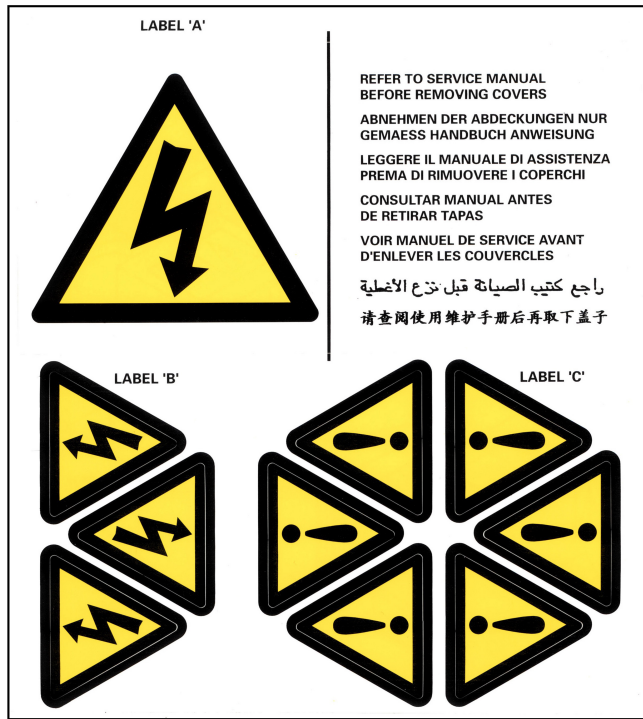 LABEL 'A'
REFER TO SERVICE MANUAL
BEFORE REMOVING COVERS
ABNEHMEN DER ABDECKUNGEN NUR
GEMAESS HANDBUCH ANWEISUNG
LEGGERE IL MANUALE DI ASSISTENZA
PREMA DI RIMUOVERE I COPERCHI
CONSULTAR MANUAL ANTES
DE RETIRAR TAPAS
VOIR MANUEL DE SERVICE AVANT
D'ENLEVER LES COUVERCLES
راجع كتيب الصيانة قبل نزع الأغطية
请查阅使用维护手册后再取下盖子
LABEL 'B'
LABEL 'C'